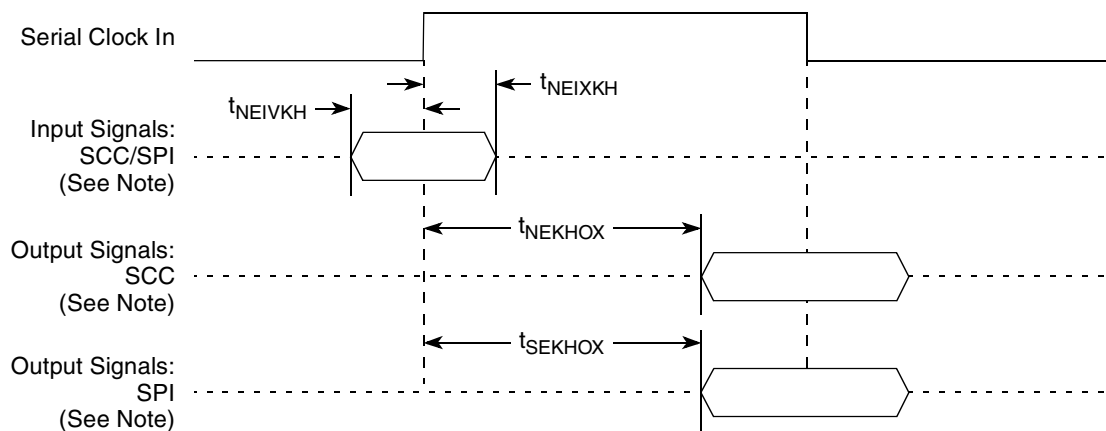 Serial Clock In
tNEIXKH
tNEIVKH
Input Signals:
SCC/SPI
(See Note)
tNEKHOX
Output Signals:
SCC
(See Note)
tSEKHOX
Output Signals:
SPI
(See Note)